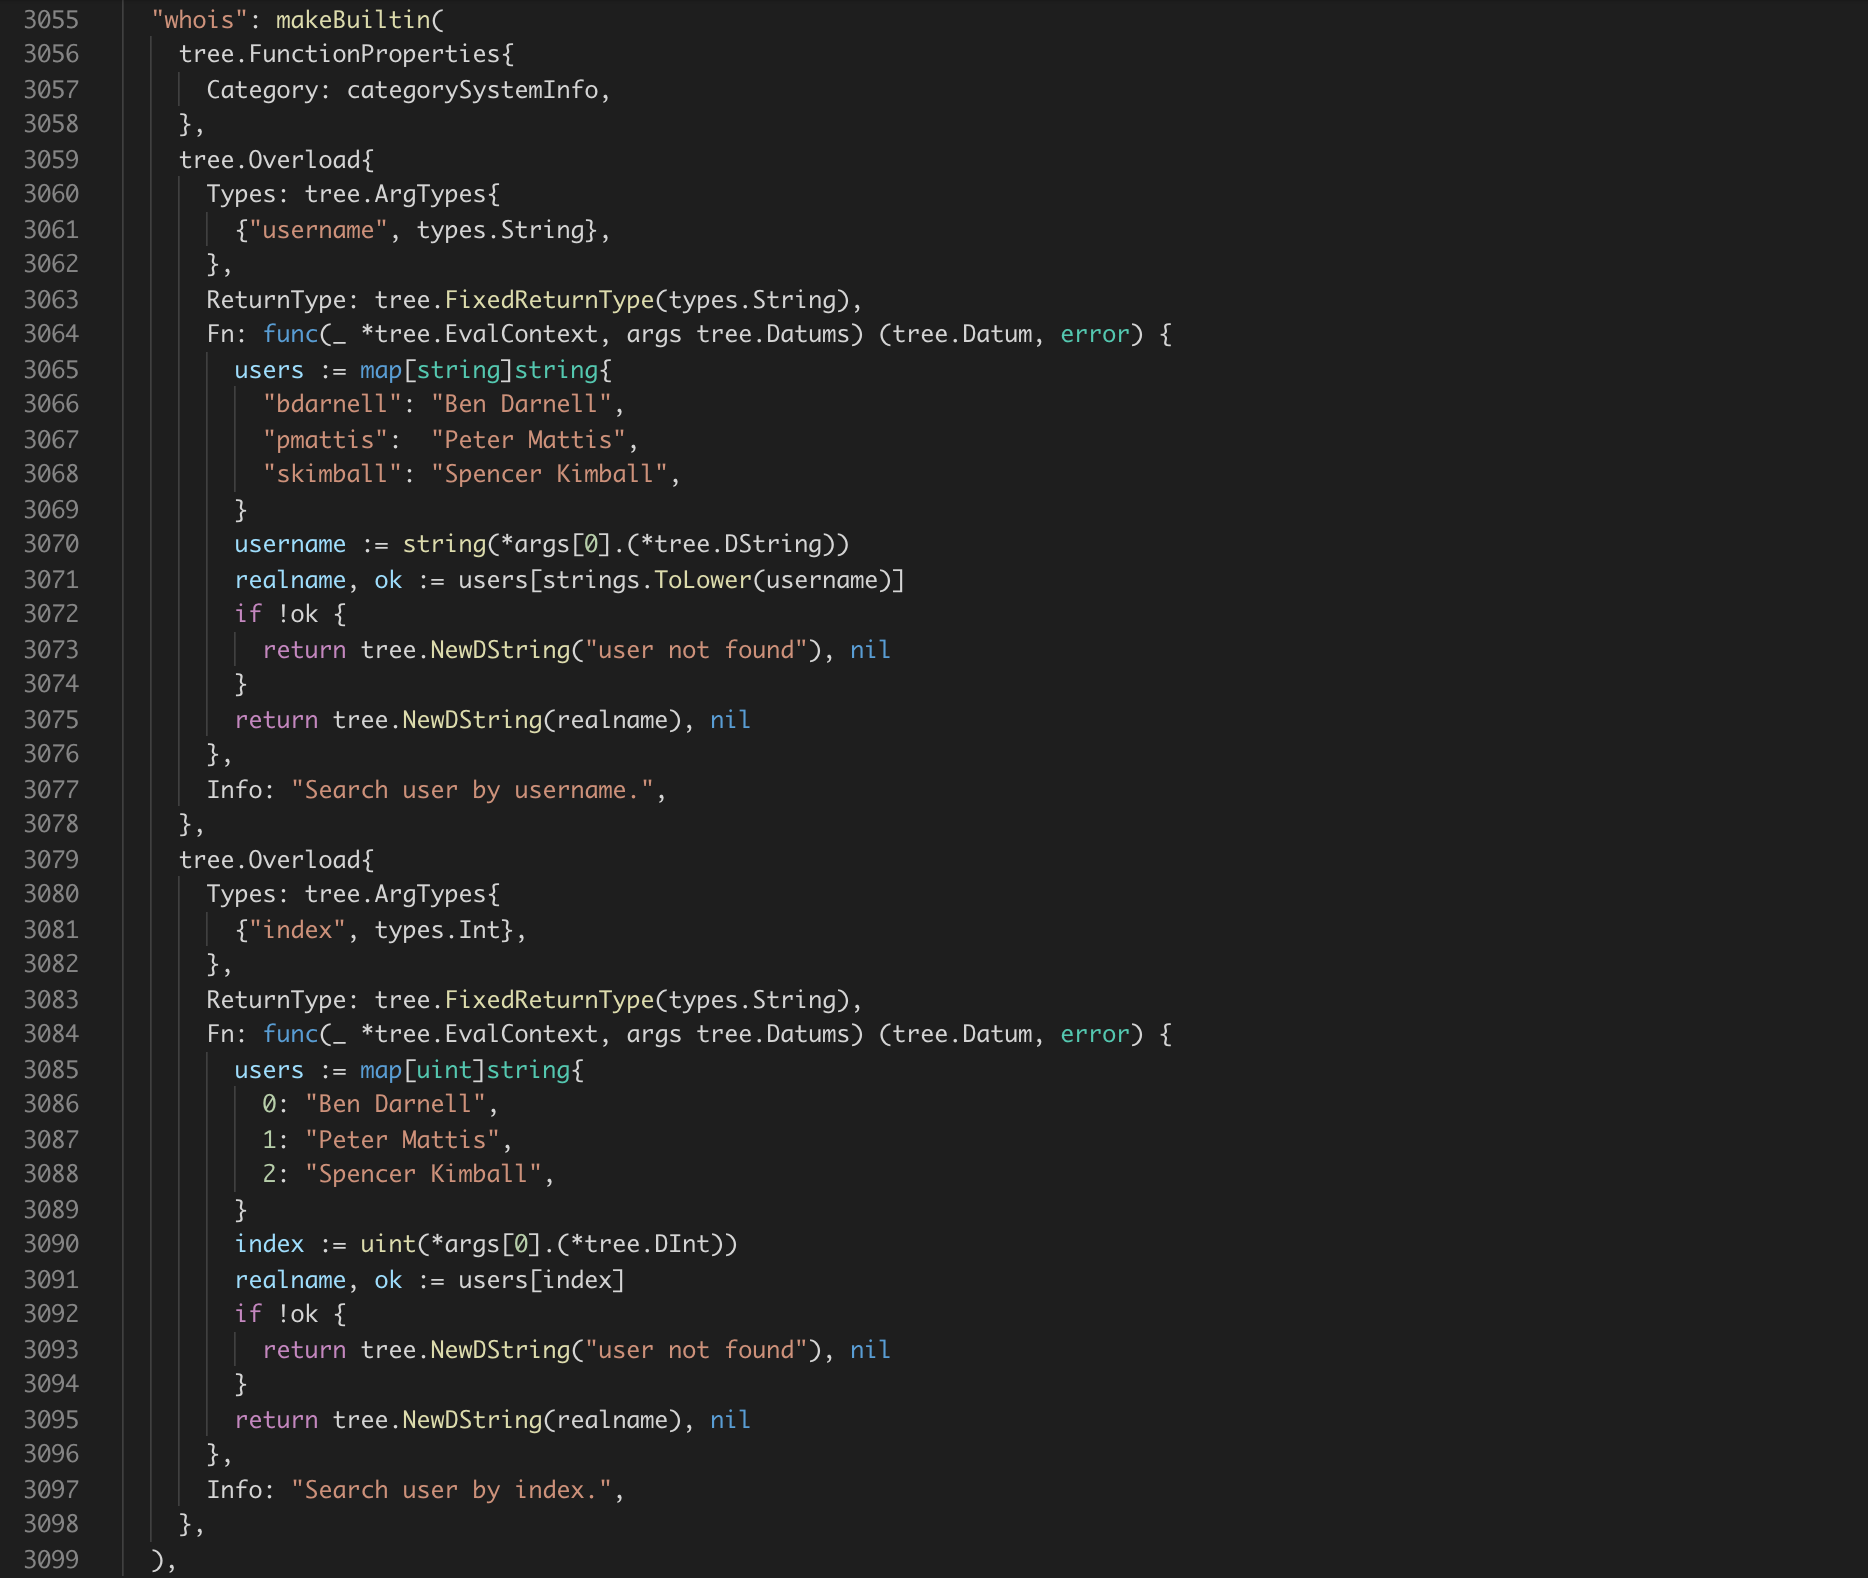 3055 "whois": makeBuiltin(
3056 tree.FunctionProperties{
3057 Category: categorySystemInfo,
3058 },
3059 tree.Overload{
3060 Types: tree.ArgTypes{
3061 {"username", types.String},
3062 },
3063 ReturnType: tree.FixedReturnType(types.String),
3064 Fn: func(_ *tree.EvalContext, args tree.Datums) (tree.Datum, error) {
3065 users := map[string]string{
3066 "bdarnell": "Ben Darnell",
3067 "pmattis":  "Peter Mattis",
3068 "skimball": "Spencer Kimball",
3069 }
3070 username := string(*args[0].(*tree.DString))
3071 realname, ok := users[strings.ToLower(username)]
3072 if !ok {
3073 return tree.NewDString("user not found"), nil
3074 }
3075 return tree.NewDString(realname), nil
3076 },
3077 Info: "Search user by username.",
3078 },
3079 tree.Overload{
3080 Types: tree.ArgTypes{
3081 {"index", types.Int},
3082 },
3083 ReturnType: tree.FixedReturnType(types.String),
3084 Fn: func(_ *tree.EvalContext, args tree.Datums) (tree.Datum, error) {
3085 users := map[uint]string{
3086 0: "Ben Darnell",
3087 1: "Peter Mattis",
3088 2: "Spencer Kimball",
3089 }
3090 index := uint(*args[0].(*tree.DInt))
3091 realname, ok := users[index]
3092 if !ok {
3093 return tree.NewDString("user not found"), nil
3094 }
3095 return tree.NewDString(realname), nil
3096 },
3097 Info: "Search user by index.",
3098 },
3099 ),